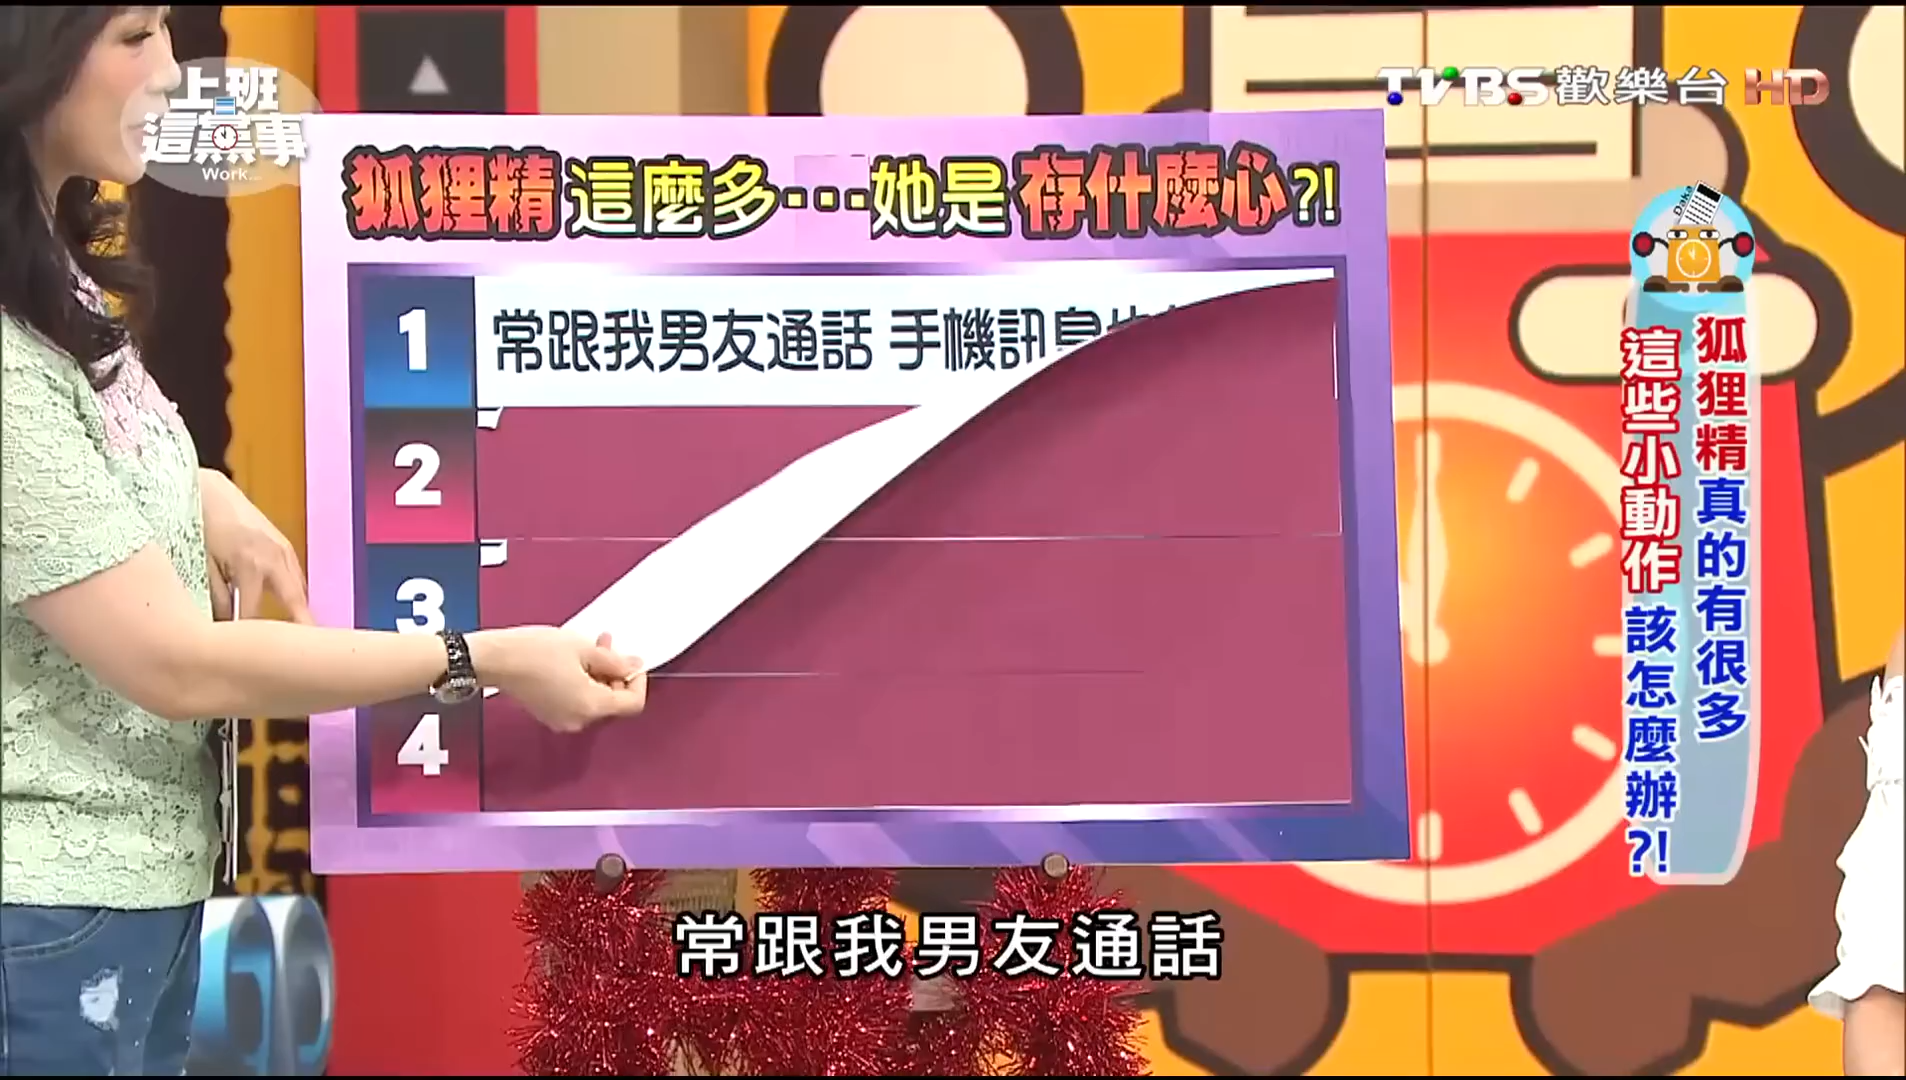 上班
這黨事
Work...
TVBS歡樂台 HD
狐狸精這麼多…她是存什麼心?!
1
常跟我男友通話 手機訊息
2
3
4
Daka
狐狸精真的有很多
這些小動作 該怎麼辦?!
常跟我男友通話